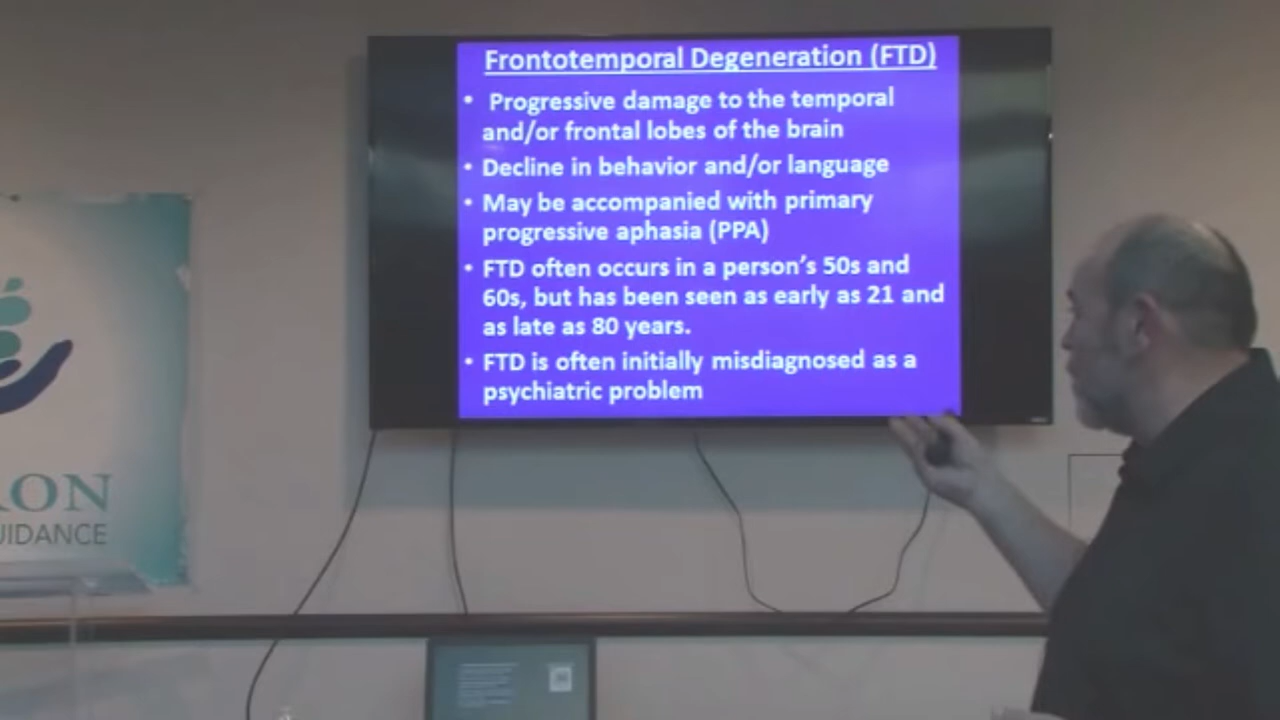 Frontotemporal Degeneration (FTD)
• Progressive damage to the temporal
and/or frontal lobes of the brain
• Decline in behavior and/or language
• May be accompanied with primary
progressive aphasia (PPA)
• FTD often occurs in a person's 50s and
60s, but has been seen as early as 21 and
as late as 80 years.
• FTD is often initially misdiagnosed as a
psychiatric problem
RON
UIDANCE